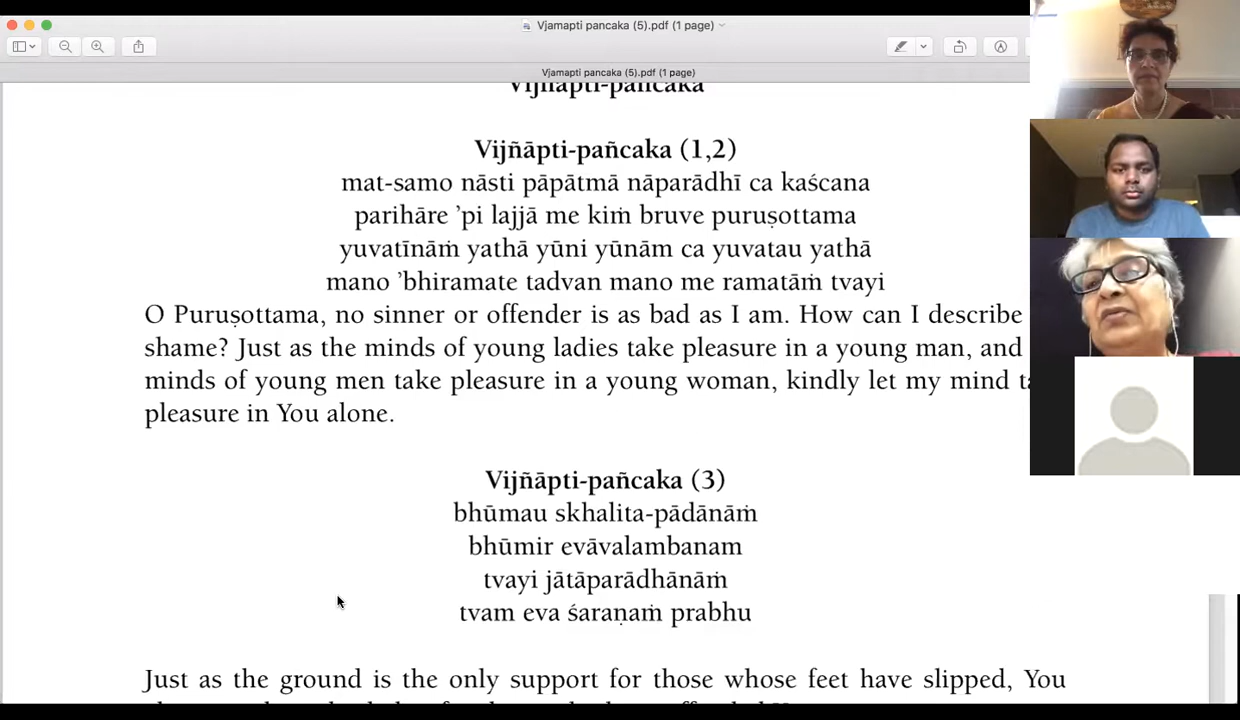 Vjamapti pancaka (5).pdf (1 page)
Vjamapti pancaka (5).pdf (1 page)
Vijñāpti-pañcaka
Vijñāpti-pañcaka (1,2)
mat-samo nāsti pāpātmā nāparādhī ca kaścana
parihāre ’pi lajjā me kiṁ bruve puruṣottama
yuvatīnāṁ yathā yūni yūnām ca yuvatau yathā
mano ’bhiramate tadvan mano me ramatāṁ tvayi
O Puruṣottama, no sinner or offender is as bad as I am. How can I describe
shame? Just as the minds of young ladies take pleasure in a young man, and
minds of young men take pleasure in a young woman, kindly let my mind
pleasure in You alone.
Vijñāpti-pañcaka (3)
bhūmau skhalita-pādānāṁ
bhūmir evāvalambanam
tvayi jātāparādhānāṁ
tvam eva śaraṇaṁ prabhu
Just as the ground is the only support for those whose feet have slipped, You